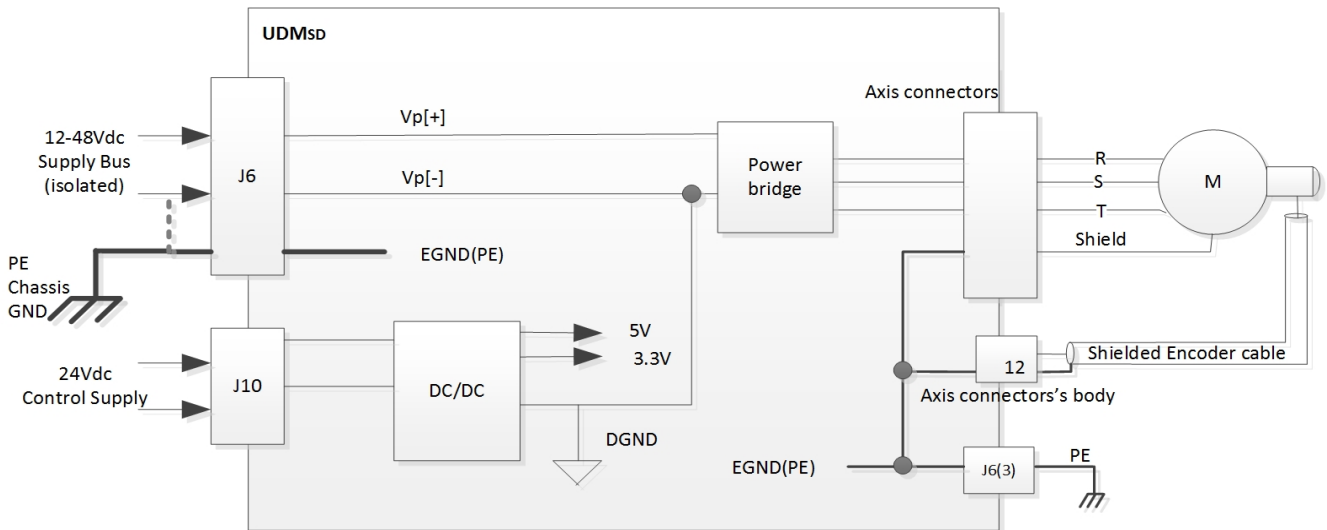 UDMSD
Axis connectors
Vp[+]
12-48Vdc
Supply Bus
(isolated)
J6
Power
bridge
R
S
T
M
Vp[-]
Shield
EGND(PE)
PE
Chassis
GND
5V
3.3V
24Vdc
Control Supply
J10
DC/DC
12
Shielded Encoder cable
Axis connectors's body
DGND
EGND(PE)
J6(3)
PE